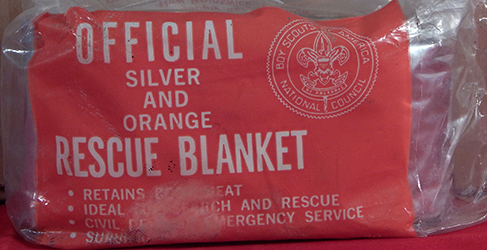 OFFICIAL
SILVER
AND
ORANGE
RESCUE BLANKET
BOY SCOUTS AMERICA
NATIONAL COUNCIL
• RETAINS HEAT
• IDEAL AND RESCUE
• CIVIL EMERGENCY SERVICE
•